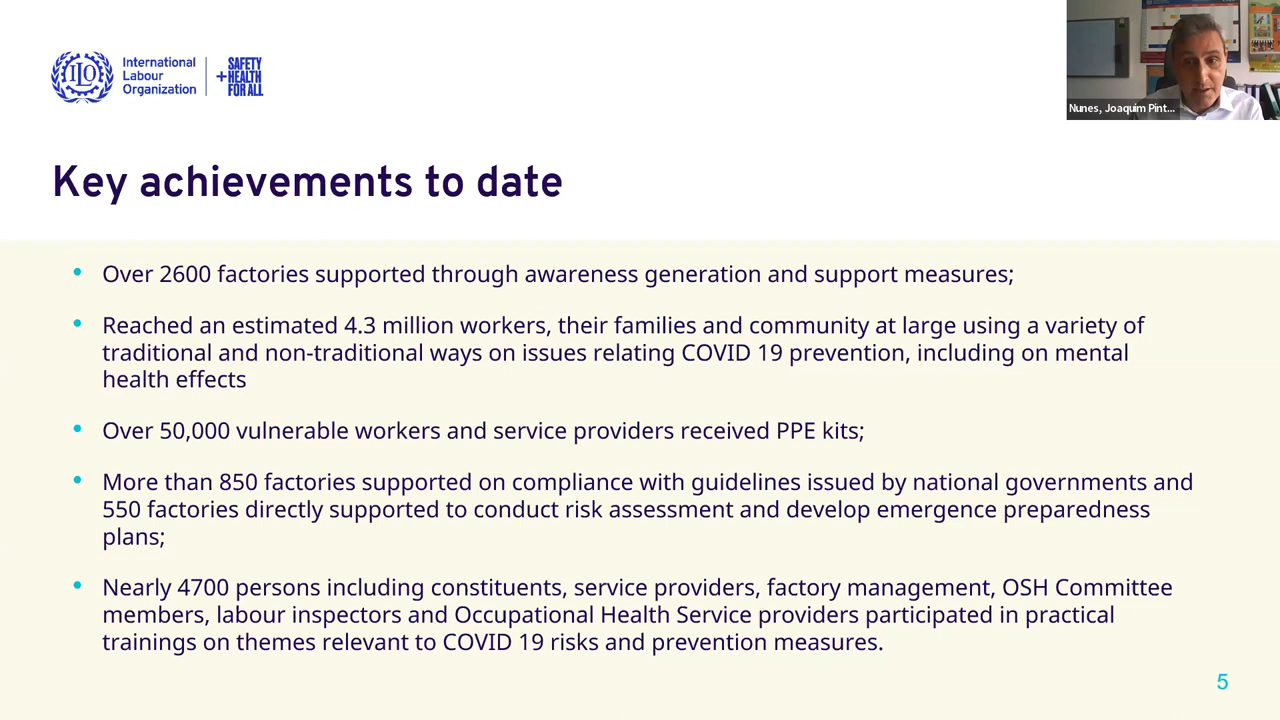 International
Labour
Organization
SAFETY
+HEALTH
FOR ALL
Nunes, Joaquim Pint...
Key achievements to date
• Over 2600 factories supported through awareness generation and support measures;
• Reached an estimated 4.3 million workers, their families and community at large using a variety of
traditional and non-traditional ways on issues relating COVID 19 prevention, including on mental
health effects
• Over 50,000 vulnerable workers and service providers received PPE kits;
• More than 850 factories supported on compliance with guidelines issued by national governments and
550 factories directly supported to conduct risk assessment and develop emergence preparedness
plans;
• Nearly 4700 persons including constituents, service providers, factory management, OSH Committee
members, labour inspectors and Occupational Health Service providers participated in practical
trainings on themes relevant to COVID 19 risks and prevention measures.
5